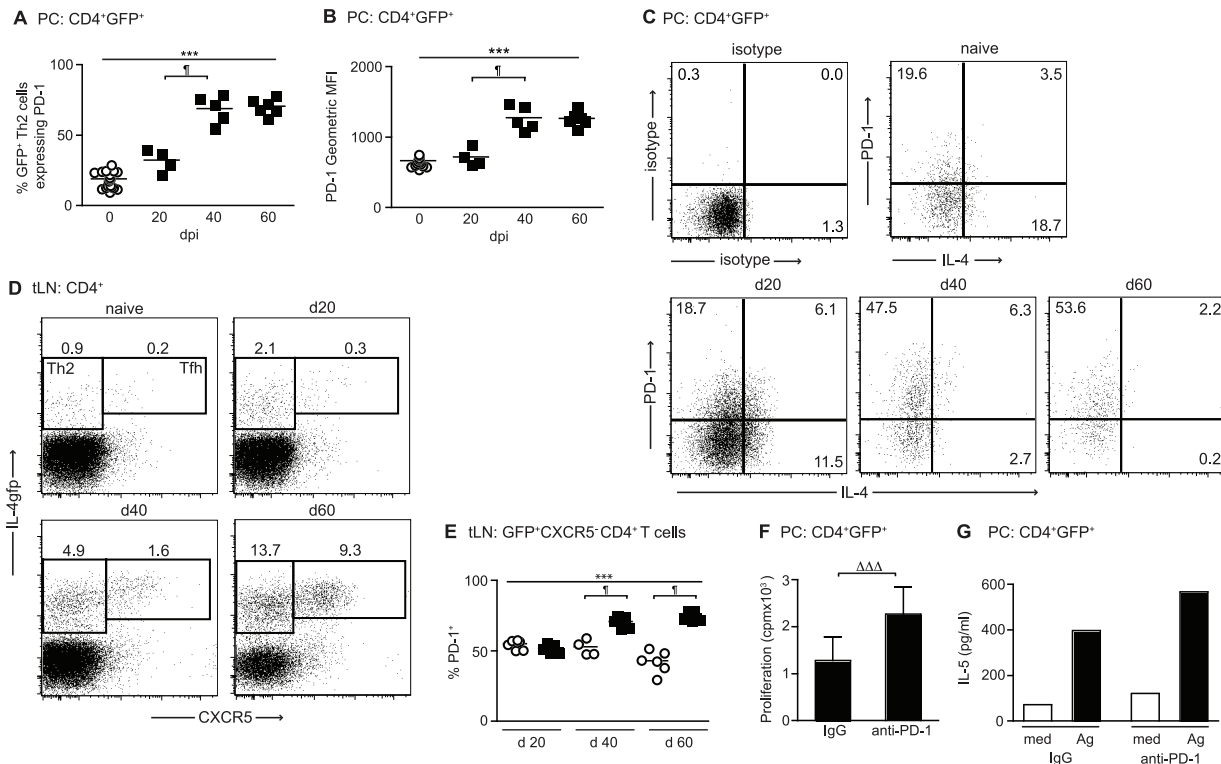 A PC: CD4⁺GFP⁺
% GFP⁺ Th2 cells
expressing PD-1
100
50
0
***
¶
0 20 40 60
dpi
B PC: CD4⁺GFP⁺
PD-1 Geometric MFI
2000
1000
0
***
¶
0 20 40 60
dpi
C PC: CD4⁺GFP⁺
isotype
0.3 0.0
1.3
isotype
isotype
naive
19.6 3.5
18.7
PD-1
IL-4
d20
18.7 6.1
11.5
d40
47.5 6.3
2.7
d60
53.6 2.2
0.2
PD-1
IL-4
D tLN: CD4⁺
naive
0.9 0.2
Th2 Tfh
d20
2.1 0.3
d40
4.9 1.6
d60
13.7 9.3
IL-4gfp
CXCR5
E tLN: GFP⁺CXCR5⁻CD4⁺ T cells
% PD-1⁺
100
50
0
***
¶ ¶
d 20 d 40 d 60
F PC: CD4⁺GFP⁺
Proliferation (cpmx10³)
3
2
1
0
ΔΔΔ
IgG anti-PD-1
G PC: CD4⁺GFP⁺
IL-5 (pg/ml)
600
400
200
0
med Ag med Ag
IgG anti-PD-1